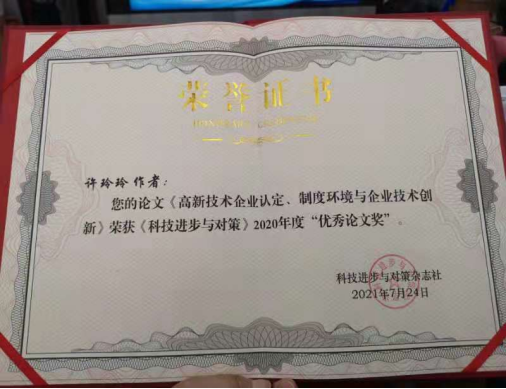 荣誉证书
许玲玲 作者：
您的论文《高新技术企业认定、制度环境与企业技术创
新》荣获《科技进步与对策》2020年度“优秀论文奖”。
科技进步与对策杂志社
2021年7月24日